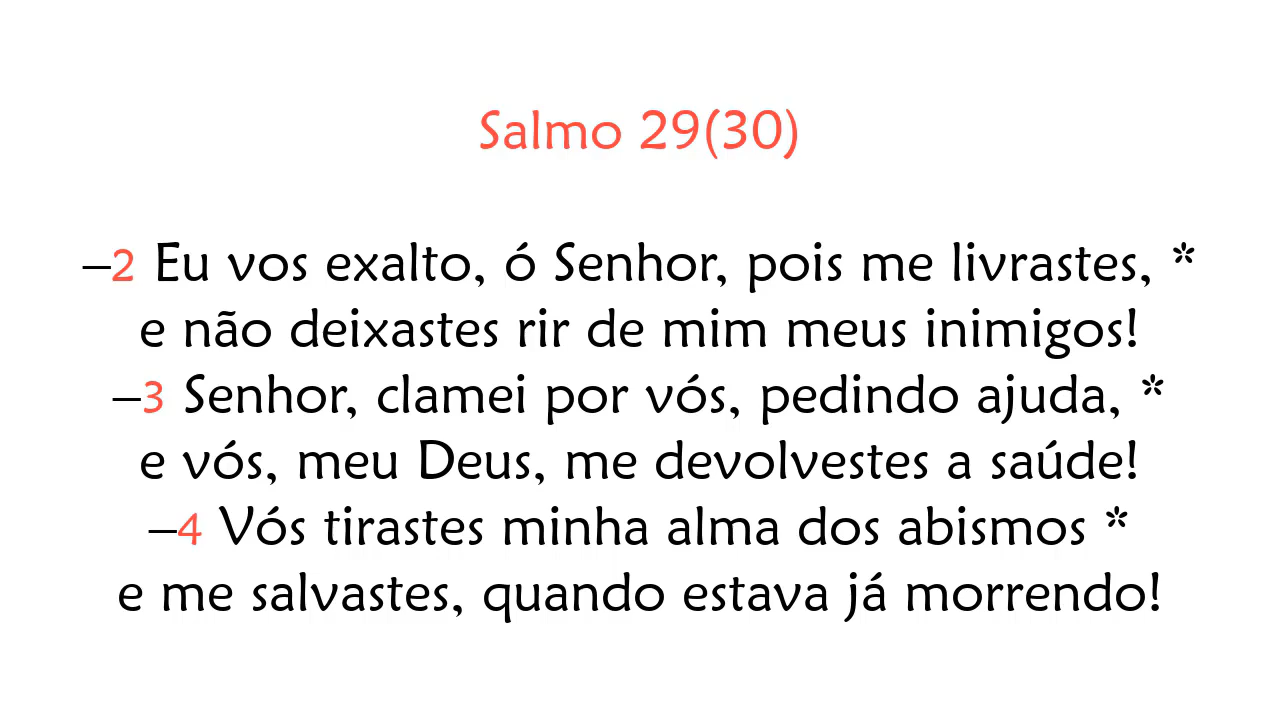 Salmo 29(30)
–2 Eu vos exalto, ó Senhor, pois me livrastes, *
e não deixastes rir de mim meus inimigos!
–3 Senhor, clamei por vós, pedindo ajuda, *
e vós, meu Deus, me devolvestes a saúde!
–4 Vós tirastes minha alma dos abismos *
e me salvastes, quando estava já morrendo!